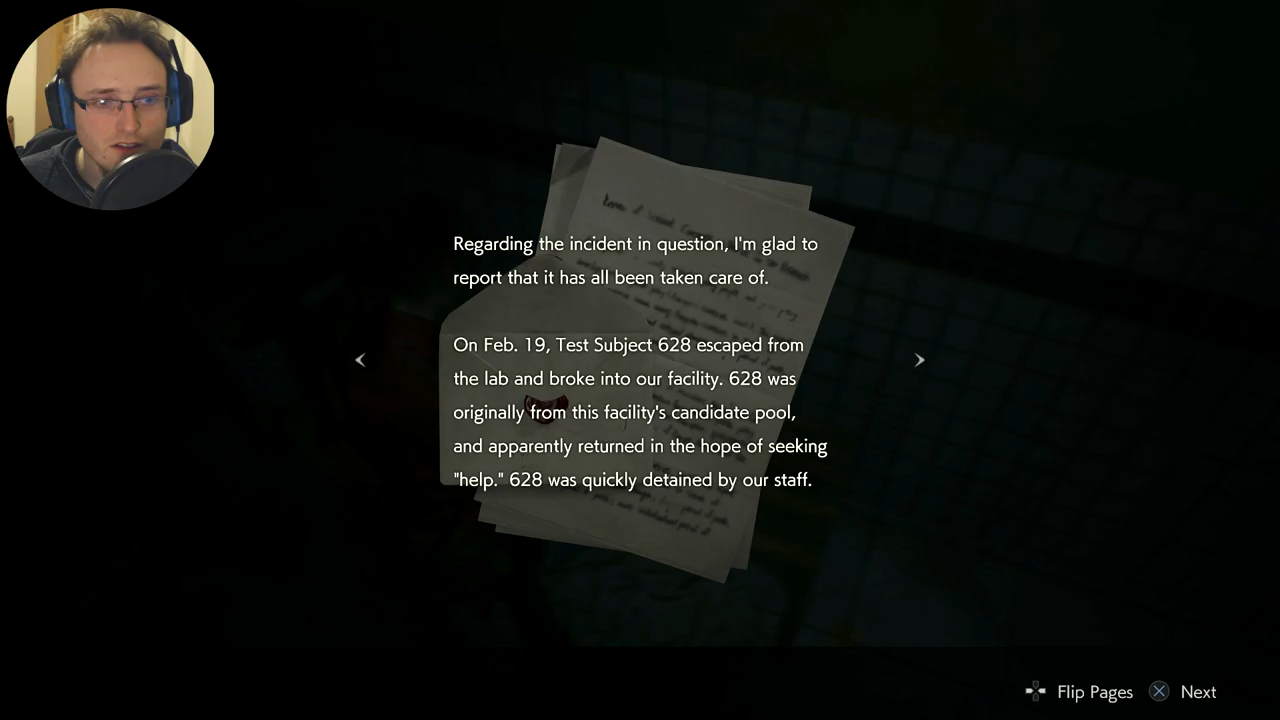 Regarding the incident in question, I'm glad to
report that it has all been taken care of.
On Feb. 19, Test Subject 628 escaped from
the lab and broke into our facility. 628 was
originally from this facility's candidate pool,
and apparently returned in the hope of seeking
"help." 628 was quickly detained by our staff.
Flip Pages
Next